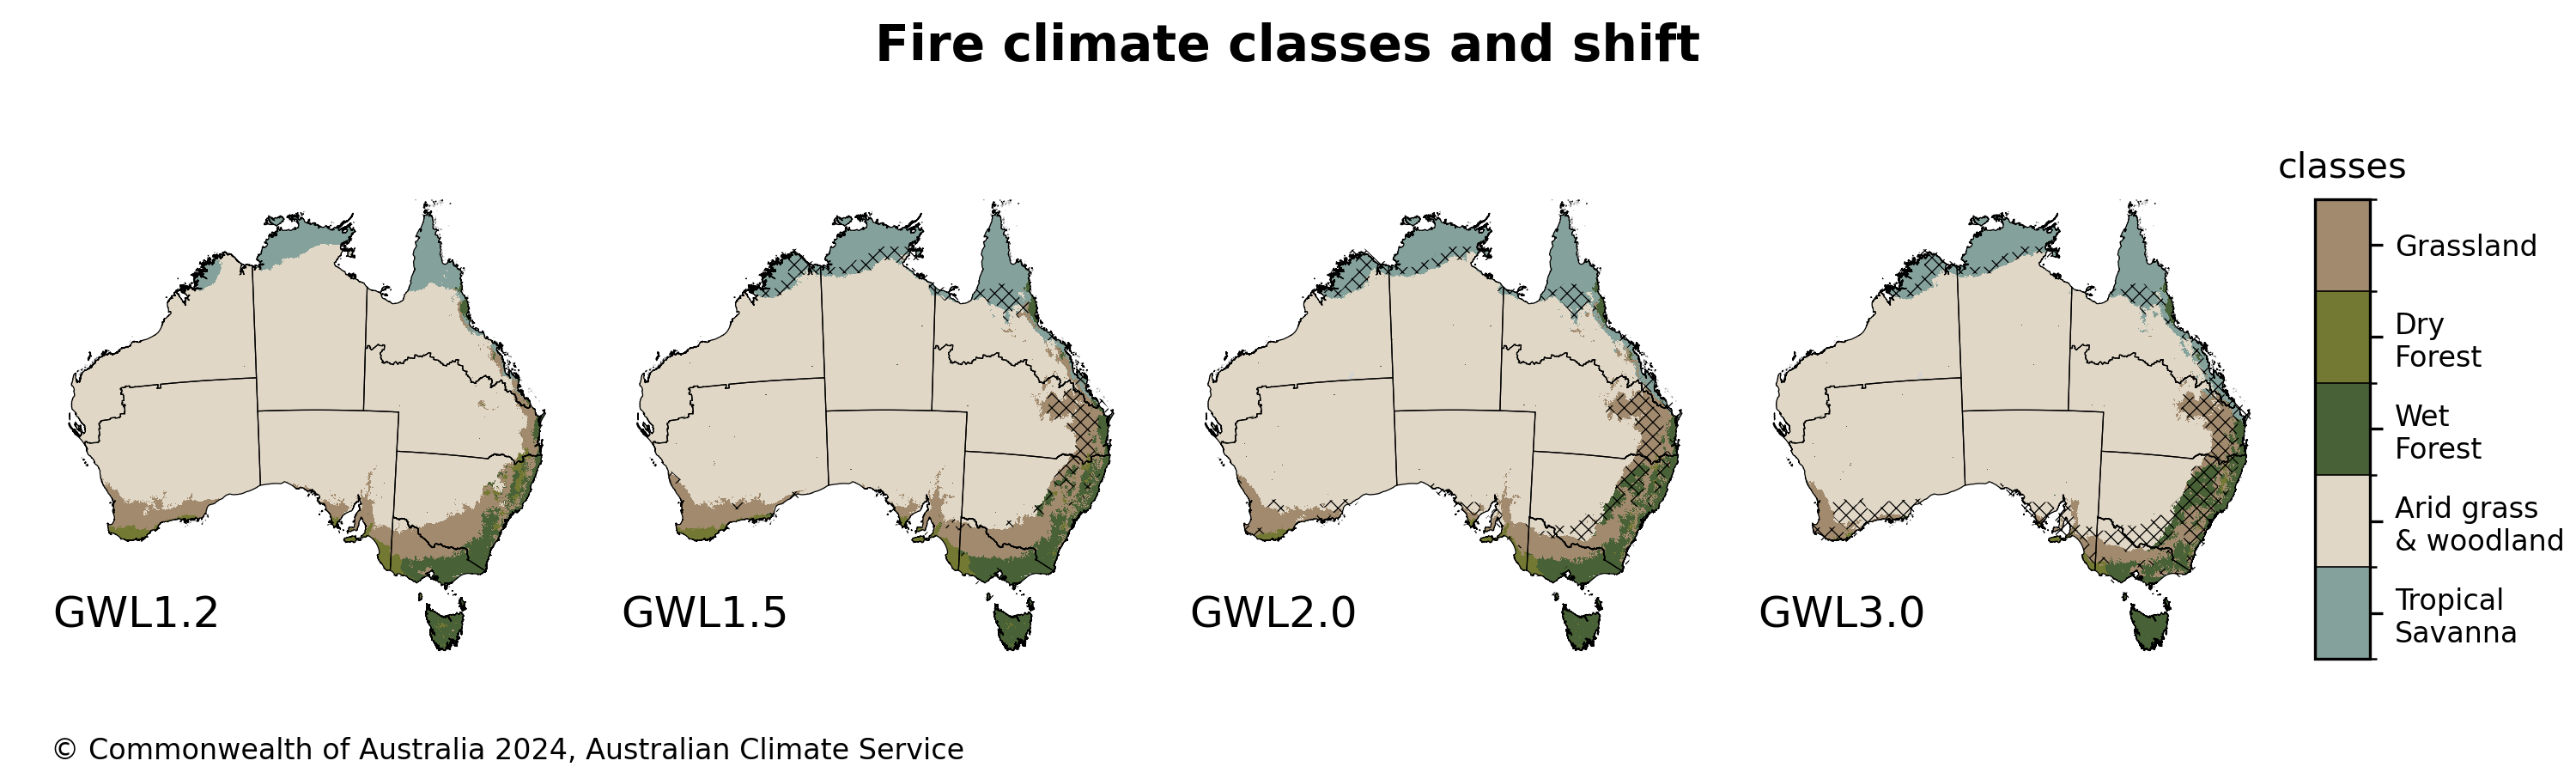 Fire climate classes and shift
classes
Grassland
Dry
Forest
Wet
Forest
Arid grass
& woodland
Tropical
Savanna
GWL1.2
GWL1.5
GWL2.0
GWL3.0
© Commonwealth of Australia 2024, Australian Climate Service